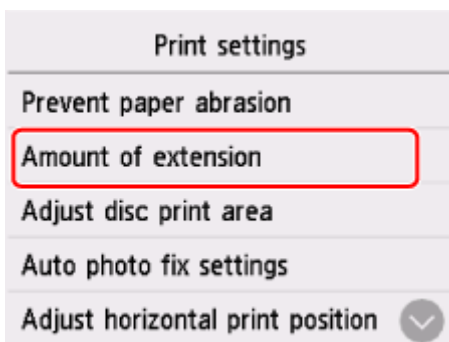 Print settings
Prevent paper abrasion
Amount of extension
Adjust disc print area
Auto photo fix settings
Adjust horizontal print position